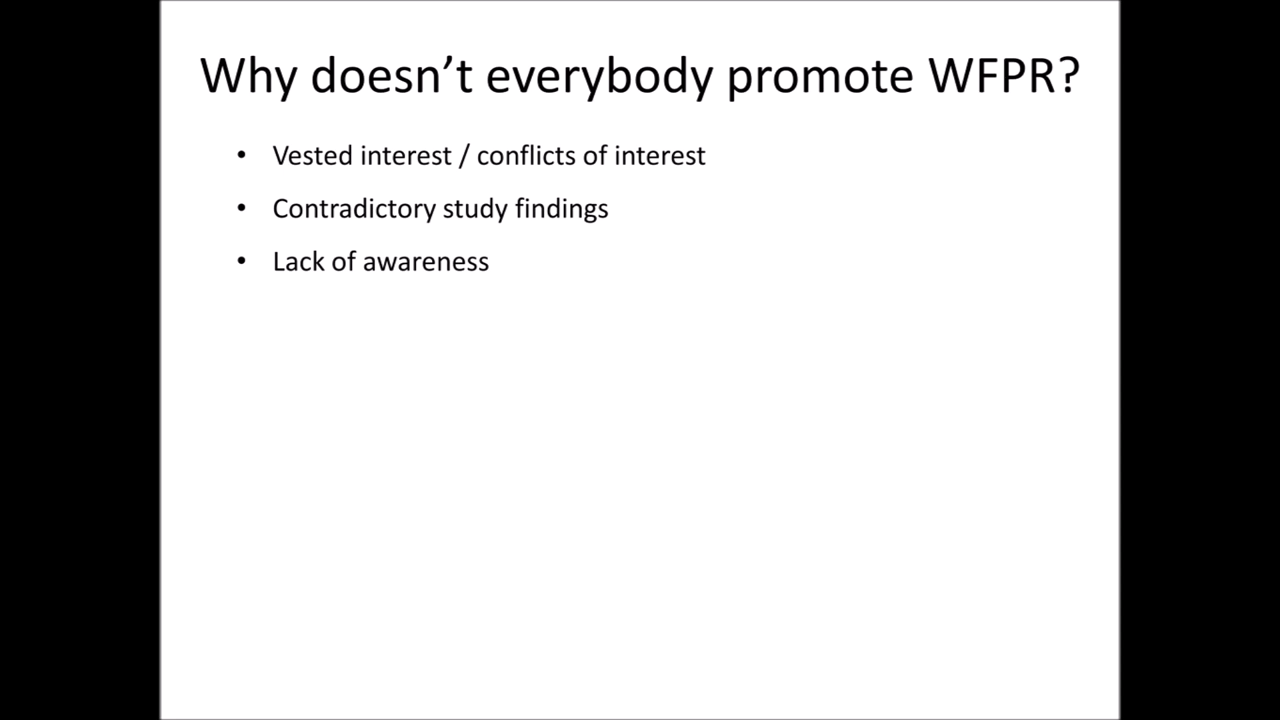 Why doesn’t everybody promote WFPR?
• Vested interest / conflicts of interest
• Contradictory study findings
• Lack of awareness